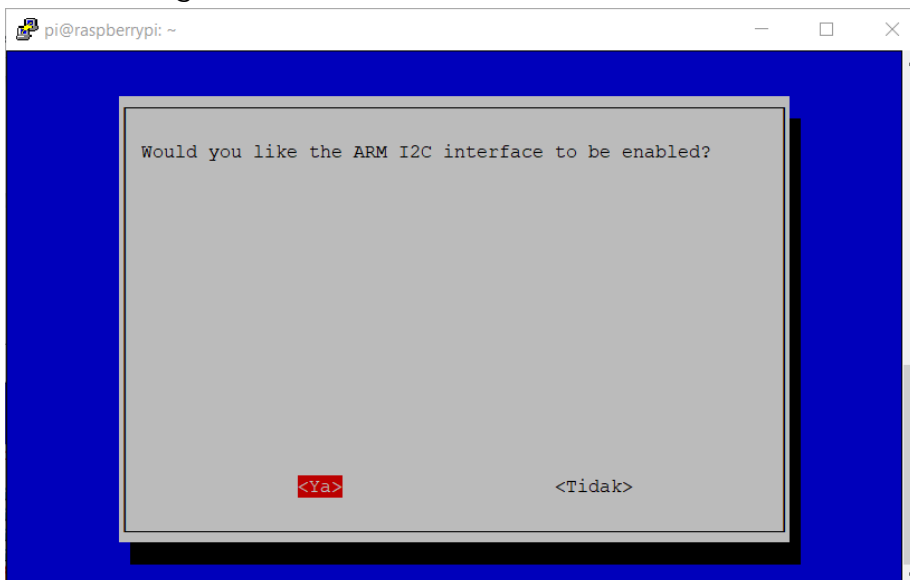 pi@raspberrypi: ~
Would you like the ARM I2C interface to be enabled?
<Ya>
<Tidak>